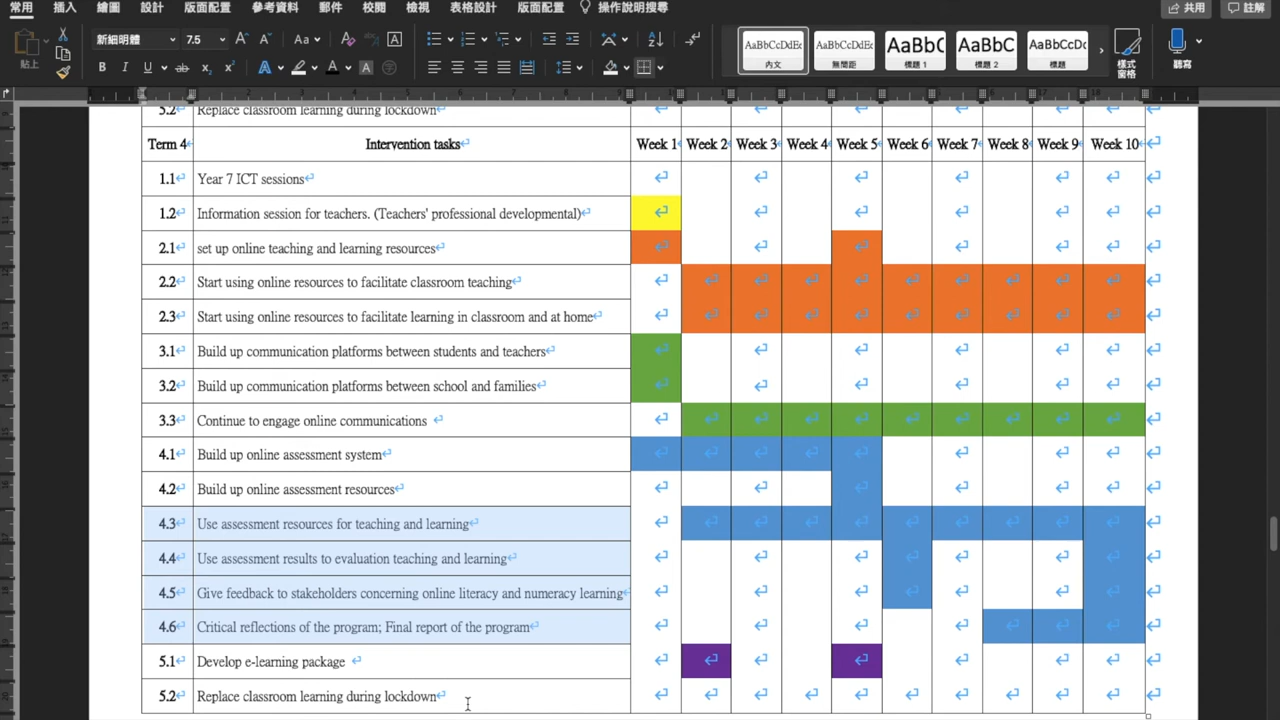 常用 插入 繪圖 設計 版面配置 參考資料 郵件 校閱 檢視 表格設計 版面配置 操作說明搜尋 共用 註解
新細明體 7.5 Aa A
貼上
B I U ab x₂ x² A A A
AaBbCcDdEe AaBbCcDdEe AaBbC AaBbCc AaBbCcDc
內文 無間距 標題 1 標題 2 標題
樣式窗格 聽寫
5.2 Replace classroom learning during lockdown
Term 4 Intervention tasks Week 1 Week 2 Week 3 Week 4 Week 5 Week 6 Week 7 Week 8 Week 9 Week 10
1.1 Year 7 ICT sessions
1.2 Information session for teachers. (Teachers' professional developmental)
2.1 set up online teaching and learning resources
2.2 Start using online resources to facilitate classroom teaching
2.3 Start using online resources to facilitate learning in classroom and at home
3.1 Build up communication platforms between students and teachers
3.2 Build up communication platforms between school and families
3.3 Continue to engage online communications
4.1 Build up online assessment system
4.2 Build up online assessment resources
4.3 Use assessment resources for teaching and learning
4.4 Use assessment results to evaluation teaching and learning
4.5 Give feedback to stakeholders concerning online literacy and numeracy learning
4.6 Critical reflections of the program; Final report of the program
5.1 Develop e-learning package
5.2 Replace classroom learning during lockdown